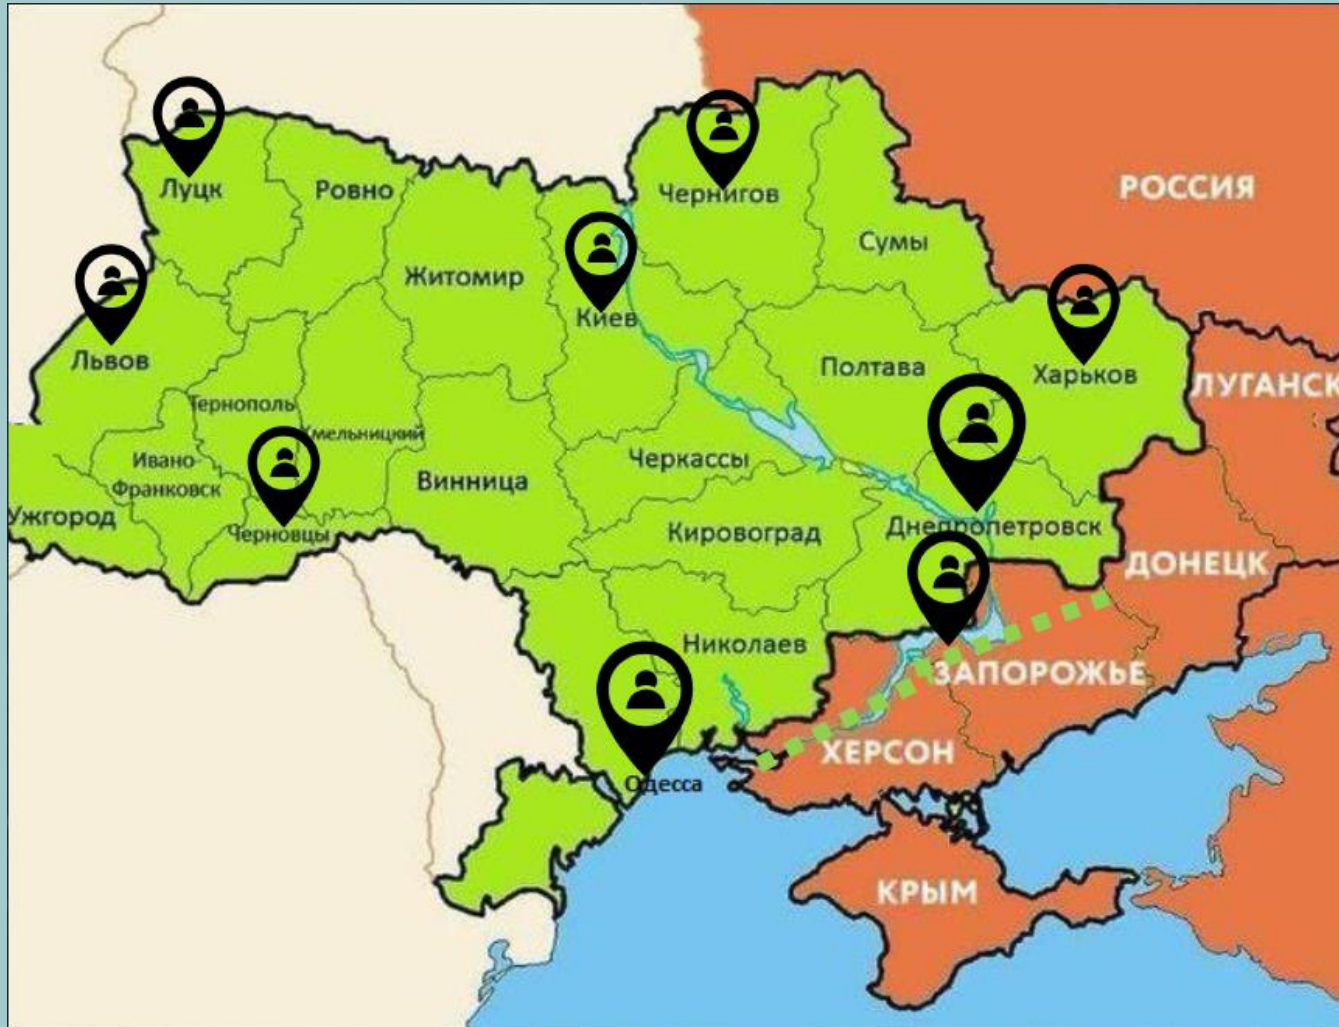 РОССИЯ
Луцк
Ровно
Чернигов
Сумы
Житомир
Киев
Львов
Полтава
Харьков
ЛУГАНСК
Тернополь
Хмельницкий
Ивано-
Франковск
Винница
Черкассы
Ужгород
Черновцы
Кировоград
Днепропетровск
ДОНЕЦК
Николаев
ЗАПОРОЖЬЕ
ХЕРСОН
Одесса
КРЫМ